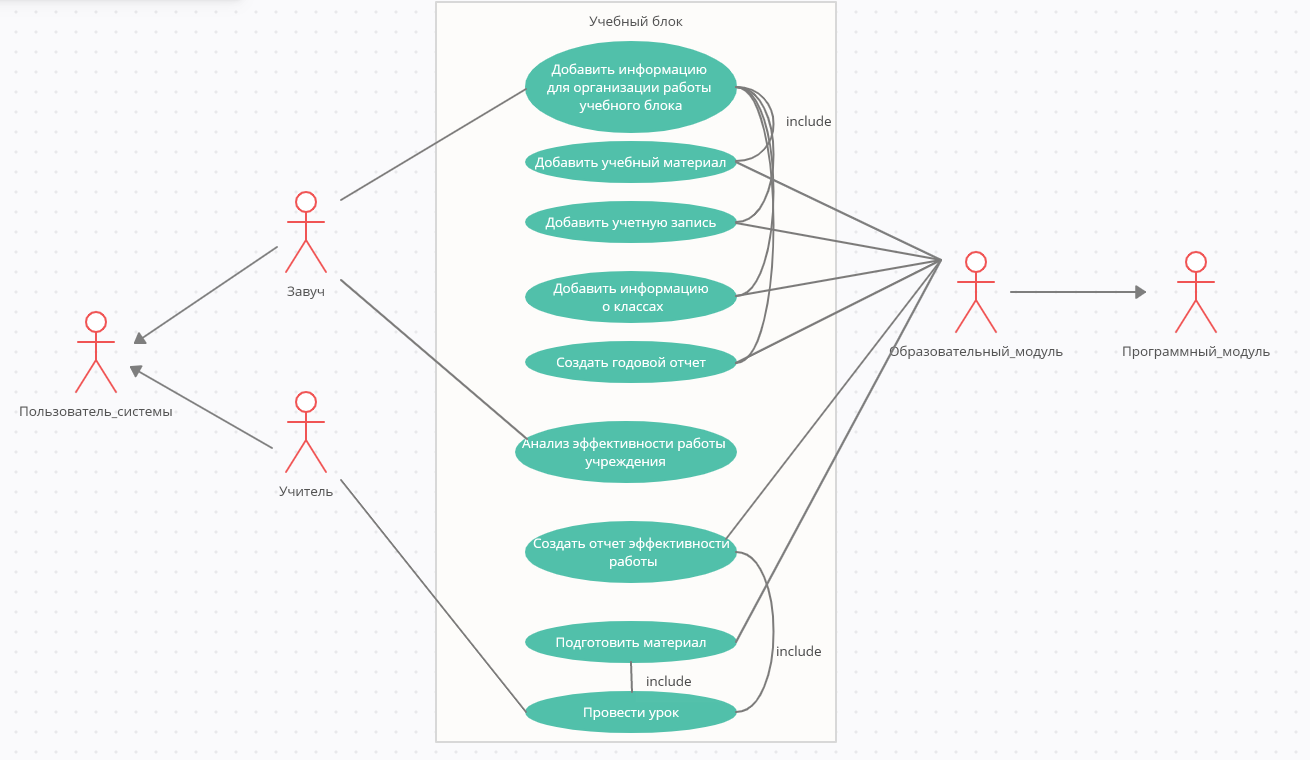 Учебный блок
Добавить информацию
для организации работы
учебного блока
include
Добавить учебный материал
Добавить учетную запись
Завуч
Добавить информацию
о классах
Образовательный_модуль
Программный_модуль
Создать годовой отчет
Пользователь_системы
Анализ эффективности работы
учреждения
Учитель
Создать отчет эффективности
работы
Подготовить материал
include
include
Провести урок